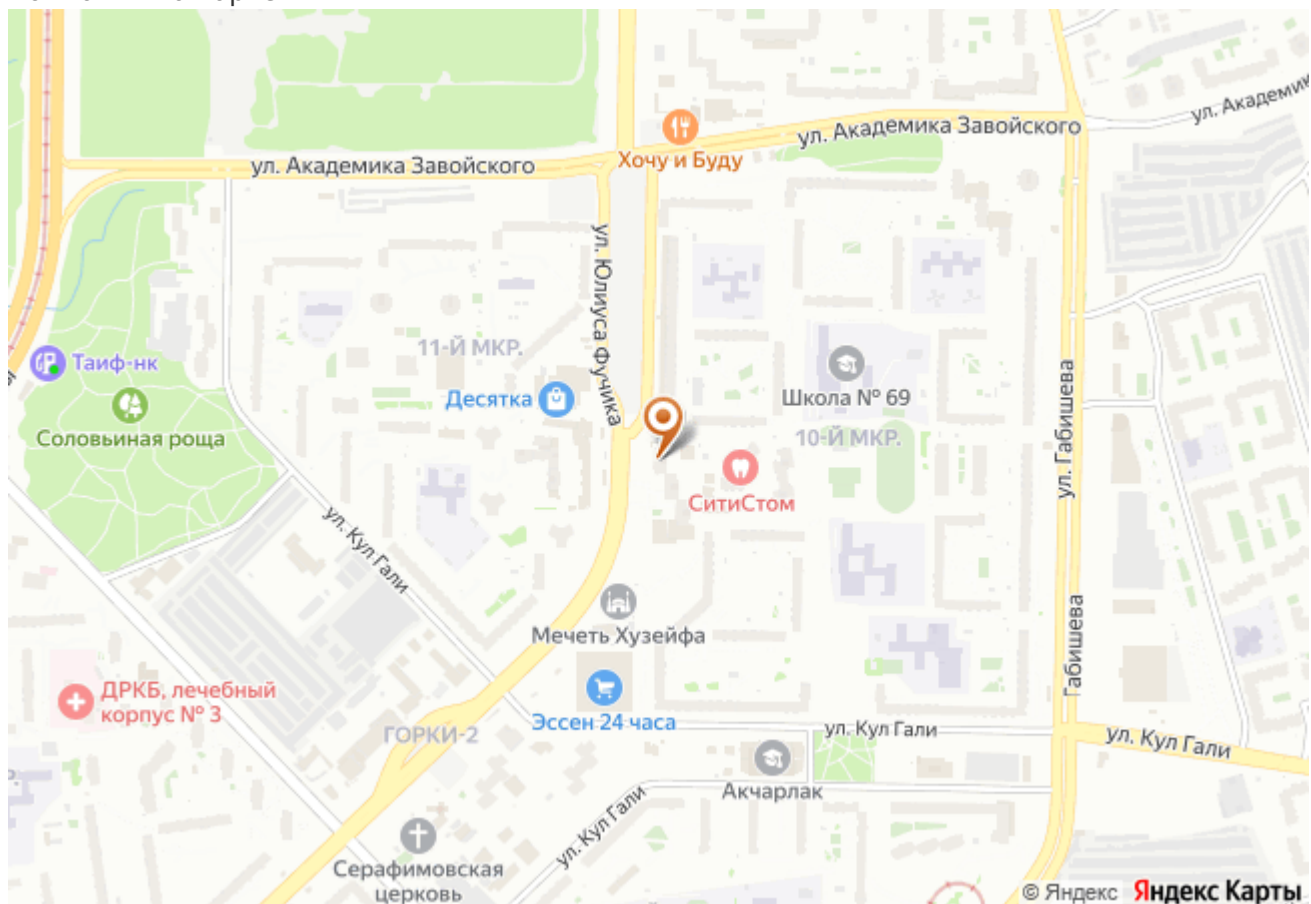 ул. Академика Завойского
ул. Академик
Хочу и Буду
ул. Академика Завойского
ул. Юлиуса Фучика
11-Й МКР.
Таиф-нк
Десятка
Школа № 69
Соловьиная роща
10-Й МКР.
ул. Габишева
СитиСтом
ул. Кул Гали
Мечеть Хузейфа
Габишева
ДРКБ, лечебный
корпус № 3
Эссен 24 часа
ГОРКИ-2
ул. Кул Гали
ул. Кул Гали
Акчарлак
ул. Кул Гали
Серафимовская
церковь
© Яндекс Яндекс Карты